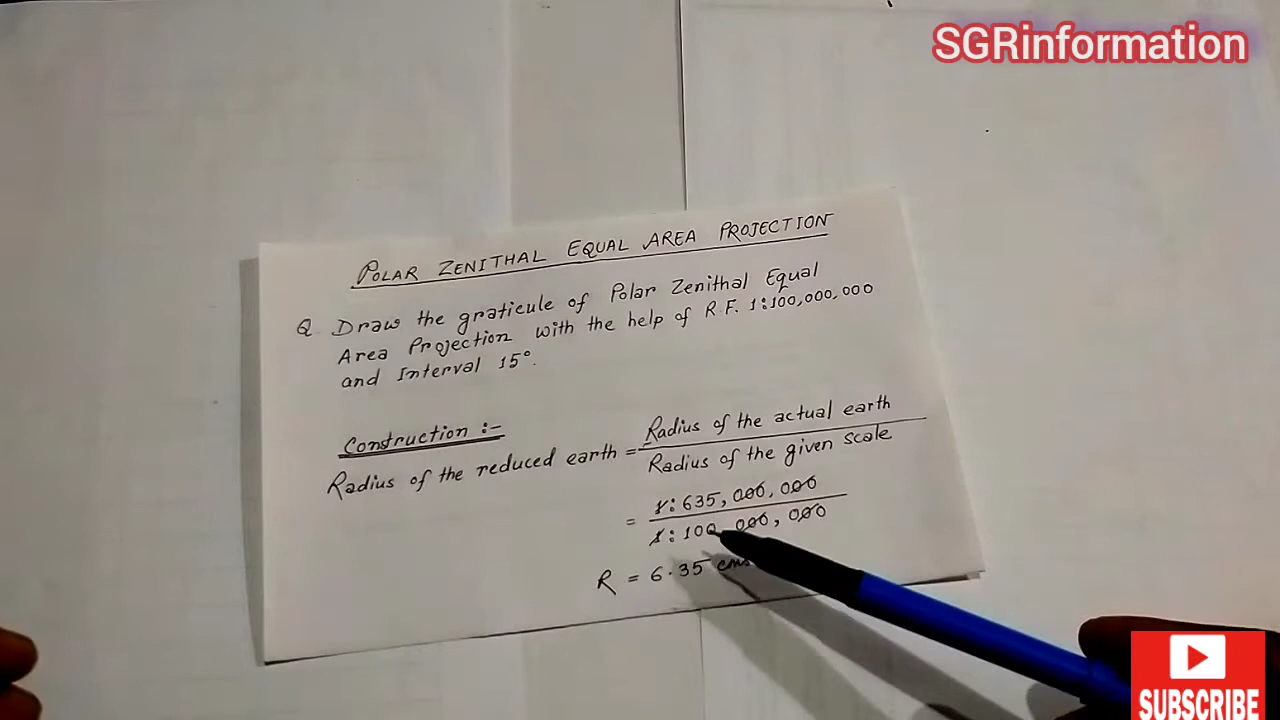 SGRinformation
POLAR ZENITHAL EQUAL AREA PROJECTION
Q. Draw the graticule of Polar Zenithal Equal
Area Projection with the help of R.F. 1:100,000,000
and Interval 15°.
Construction :-
Radius of the reduced earth = Radius of the actual earth
Radius of the given scale
= 1:635,000,000
1:100,000,000
R = 6.35 cms
SUBSCRIBE